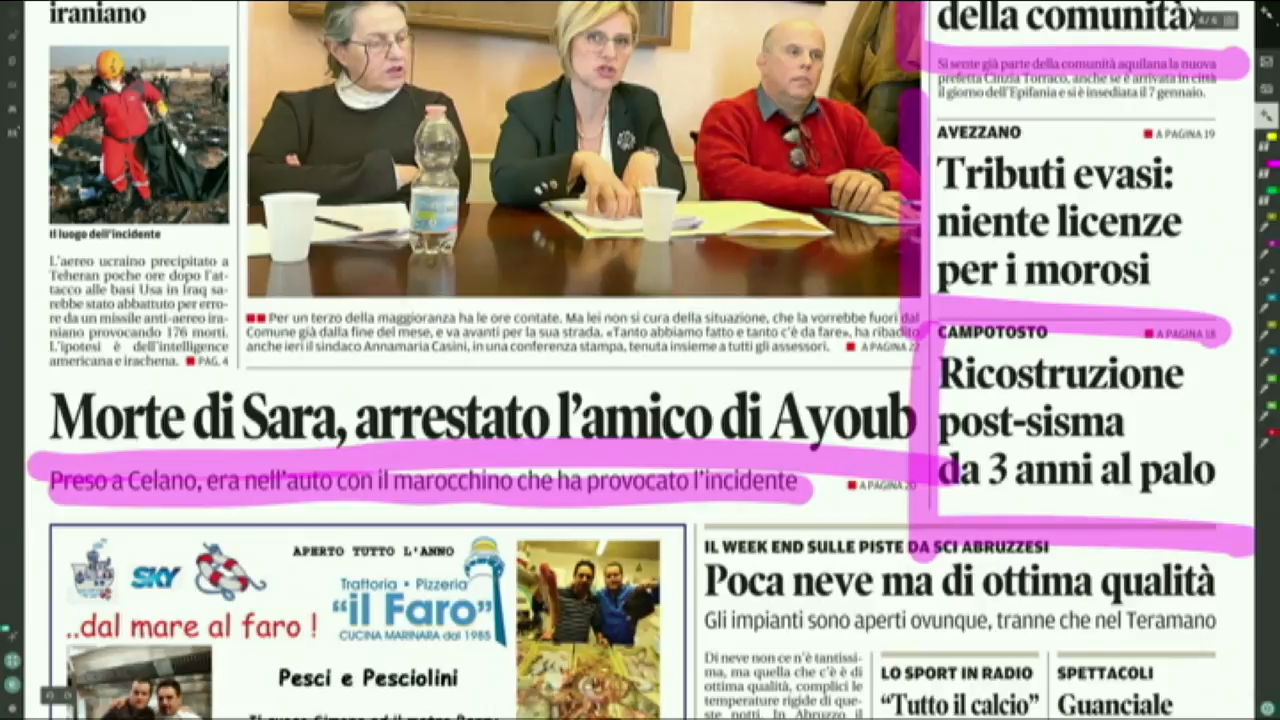 iraniano
Il luogo dell'incidente
L'aereo ucraino precipitato a
Teheran poche ore dopo l'at-
tacco alle basi Usa in Iraq sa-
rebbe stato abbattuto per erro-
re da un missile anti-aereo ira-
niano provocando 176 morti.
L'ipotesi è dell'intelligence
americana e irachena. PAG. 4
Per un terzo della maggioranza ha le ore contate. Ma lei non si cura della situazione, che la vorrebbe fuori dal
Comune già dalla fine del mese, e va avanti per la sua strada. «Tanto abbiamo fatto e tanto c'è da fare», ha ribadito
anche ieri il sindaco Annamaria Casini, in una conferenza stampa, tenuta insieme a tutti gli assessori. A PAGINA 22
della comunità»
4/6
Si sente già parte della comunità aquilana la nuova
prefetta Cinzia Torraco, anche se è arrivata in città
il giorno dell'Epifania e si è insediata il 7 gennaio.
AVEZZANO A PAGINA 19
Tributi evasi:
niente licenze
per i morosi
CAMPOTOSTO A PAGINA 18
Ricostruzione
post-sisma
da 3 anni al palo
Morte di Sara, arrestato l'amico di Ayoub
Preso a Celano, era nell'auto con il marocchino che ha provocato l'incidente A PAGINA 20
APERTO TUTTO L'ANNO
SKY
Trattoria • Pizzeria
"il Faro"
CUCINA MARINARA dal 1985
..dal mare al faro !
Pesci e Pesciolini
IL WEEK END SULLE PISTE DA SCI ABRUZZESI
Poca neve ma di ottima qualità
Gli impianti sono aperti ovunque, tranne che nel Teramano
Di neve non ce n'è tantissi-
ma, ma quella che c'è è di
ottima qualità, complici le
temperature rigide di que-
ste notti. In Abruzzo il
LO SPORT IN RADIO
"Tutto il calcio"
SPETTACOLI
Guanciale